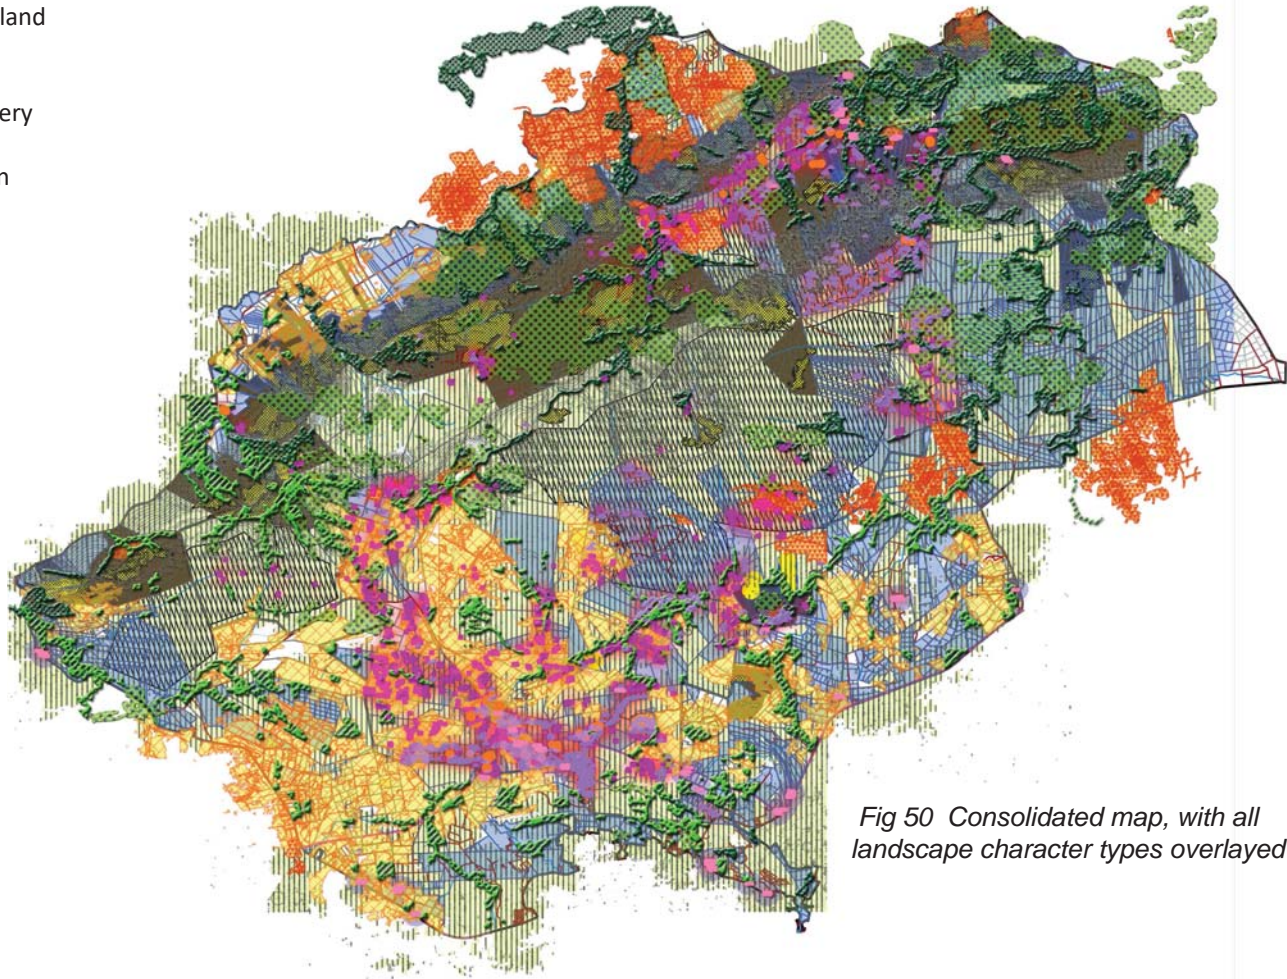 land
ery
n
Fig 50 Consolidated map, with all
landscape character types overlayed